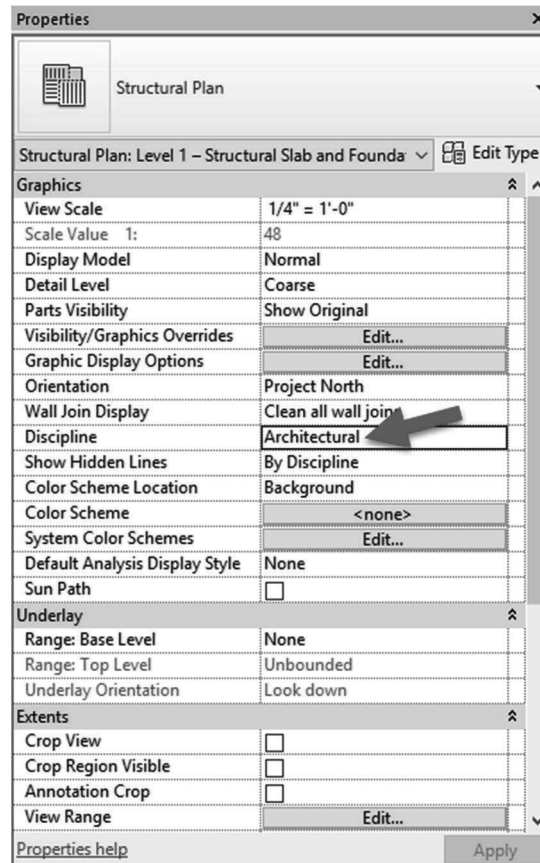 Properties
Structural Plan
Structural Plan: Level 1 – Structural Slab and Founda Edit Type
Graphics
View Scale 1/4" = 1'-0"
Scale Value 1: 48
Display Model Normal
Detail Level Coarse
Parts Visibility Show Original
Visibility/Graphics Overrides Edit...
Graphic Display Options Edit...
Orientation Project North
Wall Join Display Clean all wall joins
Discipline Architectural
Show Hidden Lines By Discipline
Color Scheme Location Background
Color Scheme <none>
System Color Schemes Edit...
Default Analysis Display Style None
Sun Path
Underlay
Range: Base Level None
Range: Top Level Unbounded
Underlay Orientation Look down
Extents
Crop View
Crop Region Visible
Annotation Crop
View Range Edit...
Properties help Apply